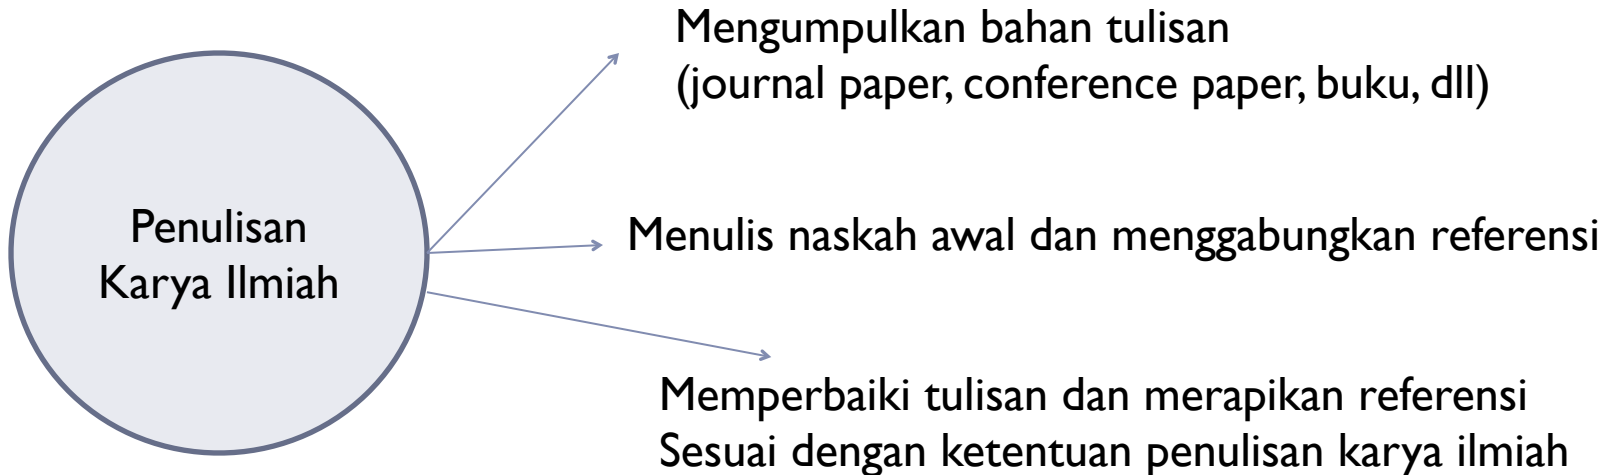 Penulisan
Karya Ilmiah
Mengumpulkan bahan tulisan
(journal paper, conference paper, buku, dll)
Menulis naskah awal dan menggabungkan referensi
Memperbaiki tulisan dan merapikan referensi
Sesuai dengan ketentuan penulisan karya ilmiah